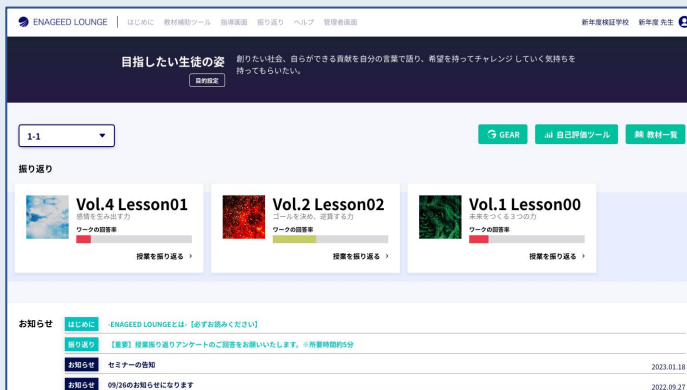 ENAGEED LOUNGE はじめに 教材補助ツール 指導画面 振り返り ヘルプ 管理者画面 新年度検証学校 新年度 先生
目指したい生徒の姿
目的設定
創りたい社会、自らができる貢献を自分の言葉で語り、希望を持ってチャレンジ していく気持ちを
持ってもらいたい。
1-1
GEAR 自己評価ツール 教材一覧
振り返り
Vol.4 Lesson01
感情を生み出す力
ワークの回答率
授業を振り返る
Vol.2 Lesson02
ゴールを決め、逆算する力
ワークの回答率
授業を振り返る
Vol.1 Lesson00
未来をつくる３つの力
ワークの回答率
授業を振り返る
お知らせ
はじめに -ENAGEED LOUNGEとは-【必ずお読みください】
振り返り 【重要】授業振り返りアンケートのご回答をお願いいたします。※所要時間約5分
お知らせ セミナーの告知 2023.01.18
お知らせ 09/26のお知らせになります 2022.09.27